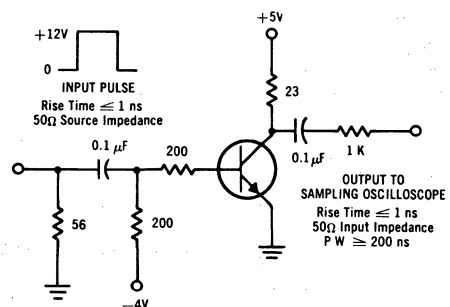 +5V
+12V
0
INPUT PULSE
Rise Time ≦ 1 ns
50Ω Source Impedance
23
0.1 μF
200
0.1 μF
1 K
OUTPUT TO
SAMPLING OSCILLOSCOPE
Rise Time ≦ 1 ns
50Ω Input Impedance
P W ≧ 200 ns
56
200
−4V